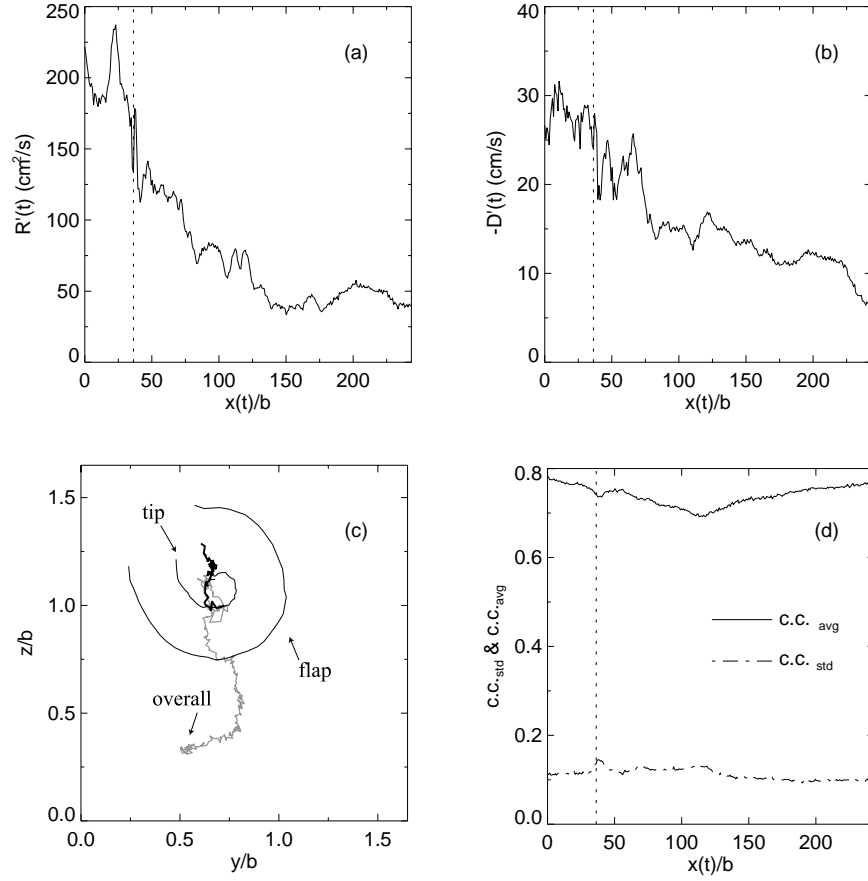 (a)
R'(t) (cm²/s)
250
200
150
100
50
0
0 50 100 150 200
x(t)/b
(b)
-D'(t) (cm/s)
40
30
20
10
0
0 50 100 150 200
x(t)/b
(c)
z/b
1.5
1.0
0.5
0.0
tip
flap
overall
0.0 0.5 1.0 1.5
y/b
(d)
c.c.std & c.c.avg
0.8
0.6
0.4
0.2
0.0
c.c. avg
c.c. std
0 50 100 150 200
x(t)/b